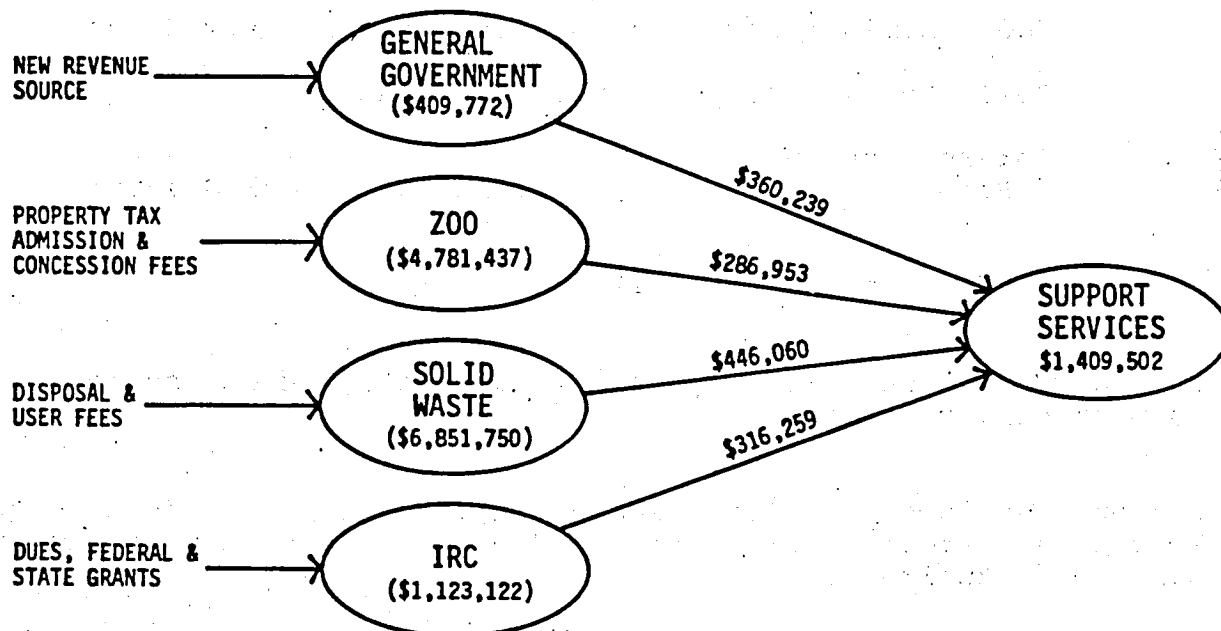 NEW REVENUE
SOURCE
GENERAL
GOVERNMENT
($409,772)
$360,239
PROPERTY TAX
ADMISSION &
CONCESSION FEES
ZOO
($4,781,437)
$286,953
SUPPORT
SERVICES
$1,409,502
DISPOSAL &
USER FEES
SOLID
WASTE
($6,851,750)
$446,060
$316,259
DUES, FEDERAL &
STATE GRANTS
IRC
($1,123,122)